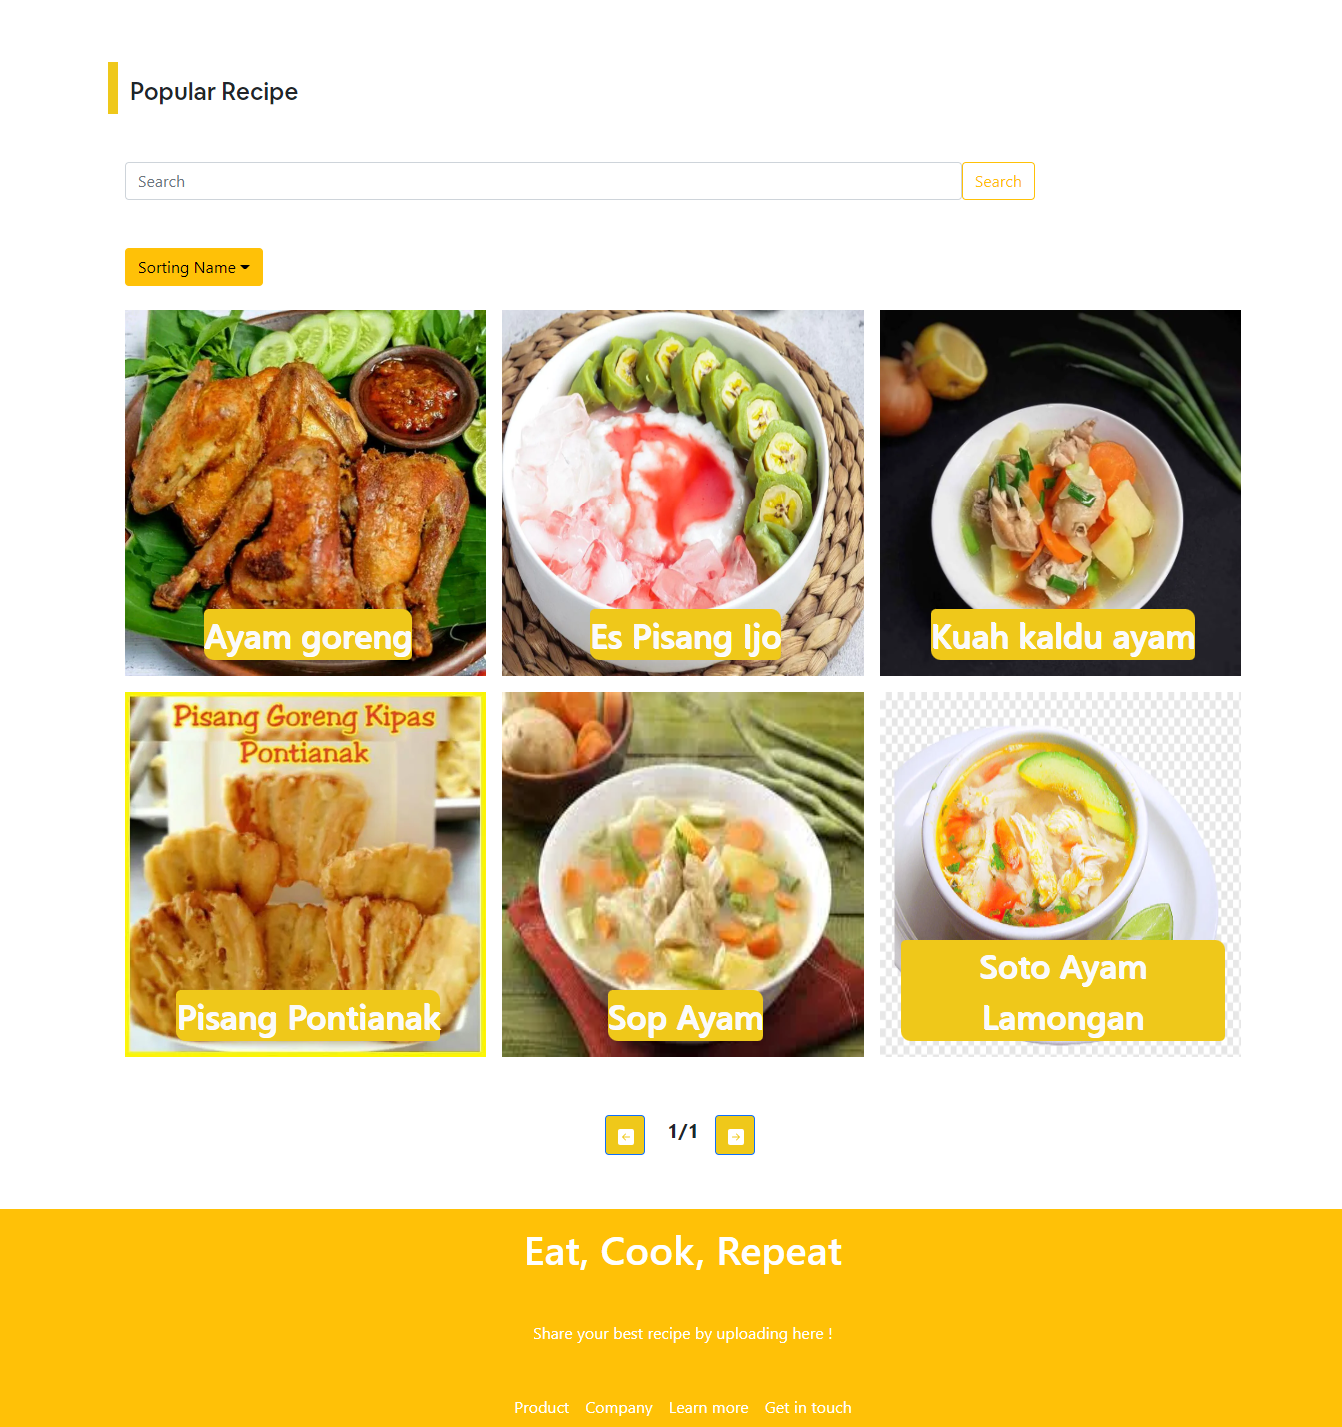 Popular Recipe
Search
Search
Sorting Name
Ayam goreng
Es Pisang Ijo
Kuah kaldu ayam
Pisang Goreng Kipas
Pontianak
Pisang Pontianak
Sop Ayam
Soto Ayam
Lamongan
1/1
Eat, Cook, Repeat
Share your best recipe by uploading here !
Product Company Learn more Get in touch